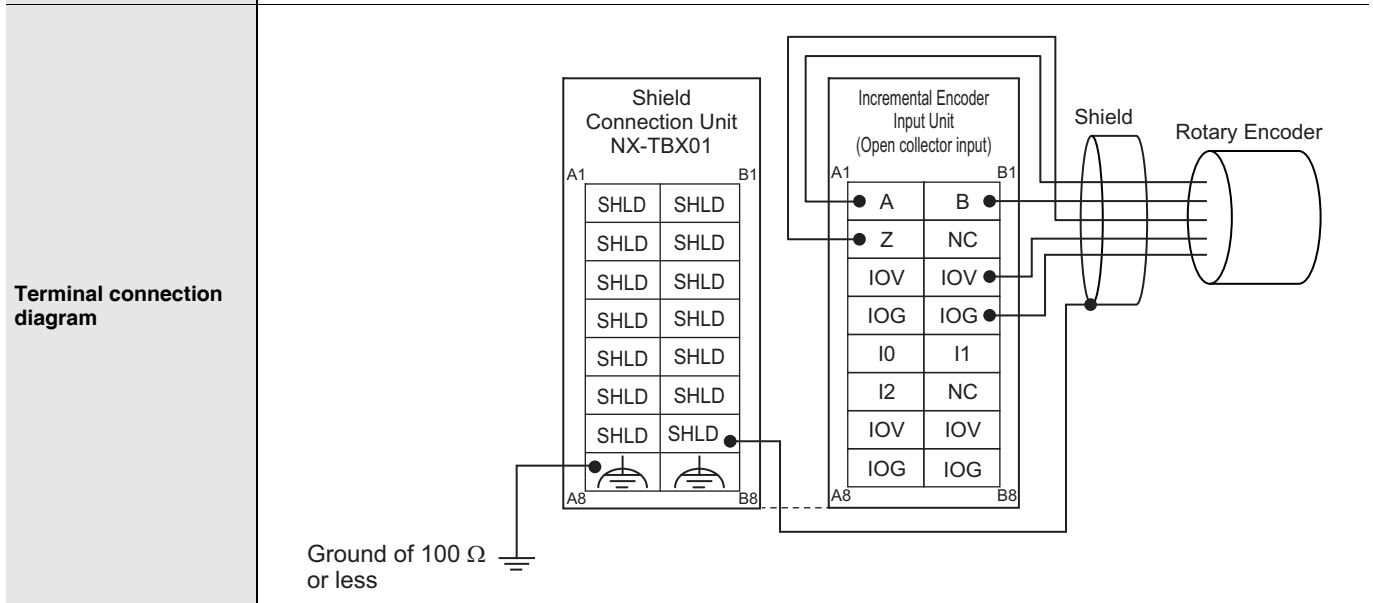 Terminal connection
diagram
Shield
Connection Unit
NX-TBX01
A1 B1
SHLD SHLD
SHLD SHLD
SHLD SHLD
SHLD SHLD
SHLD SHLD
SHLD SHLD
SHLD SHLD
A8 B8
Ground of 100 Ω
or less
Incremental Encoder
Input Unit
(Open collector input)
A1 B1
A B
Z NC
IOV IOV
IOG IOG
I0 I1
I2 NC
IOV IOV
IOG IOG
A8 B8
Shield
Rotary Encoder